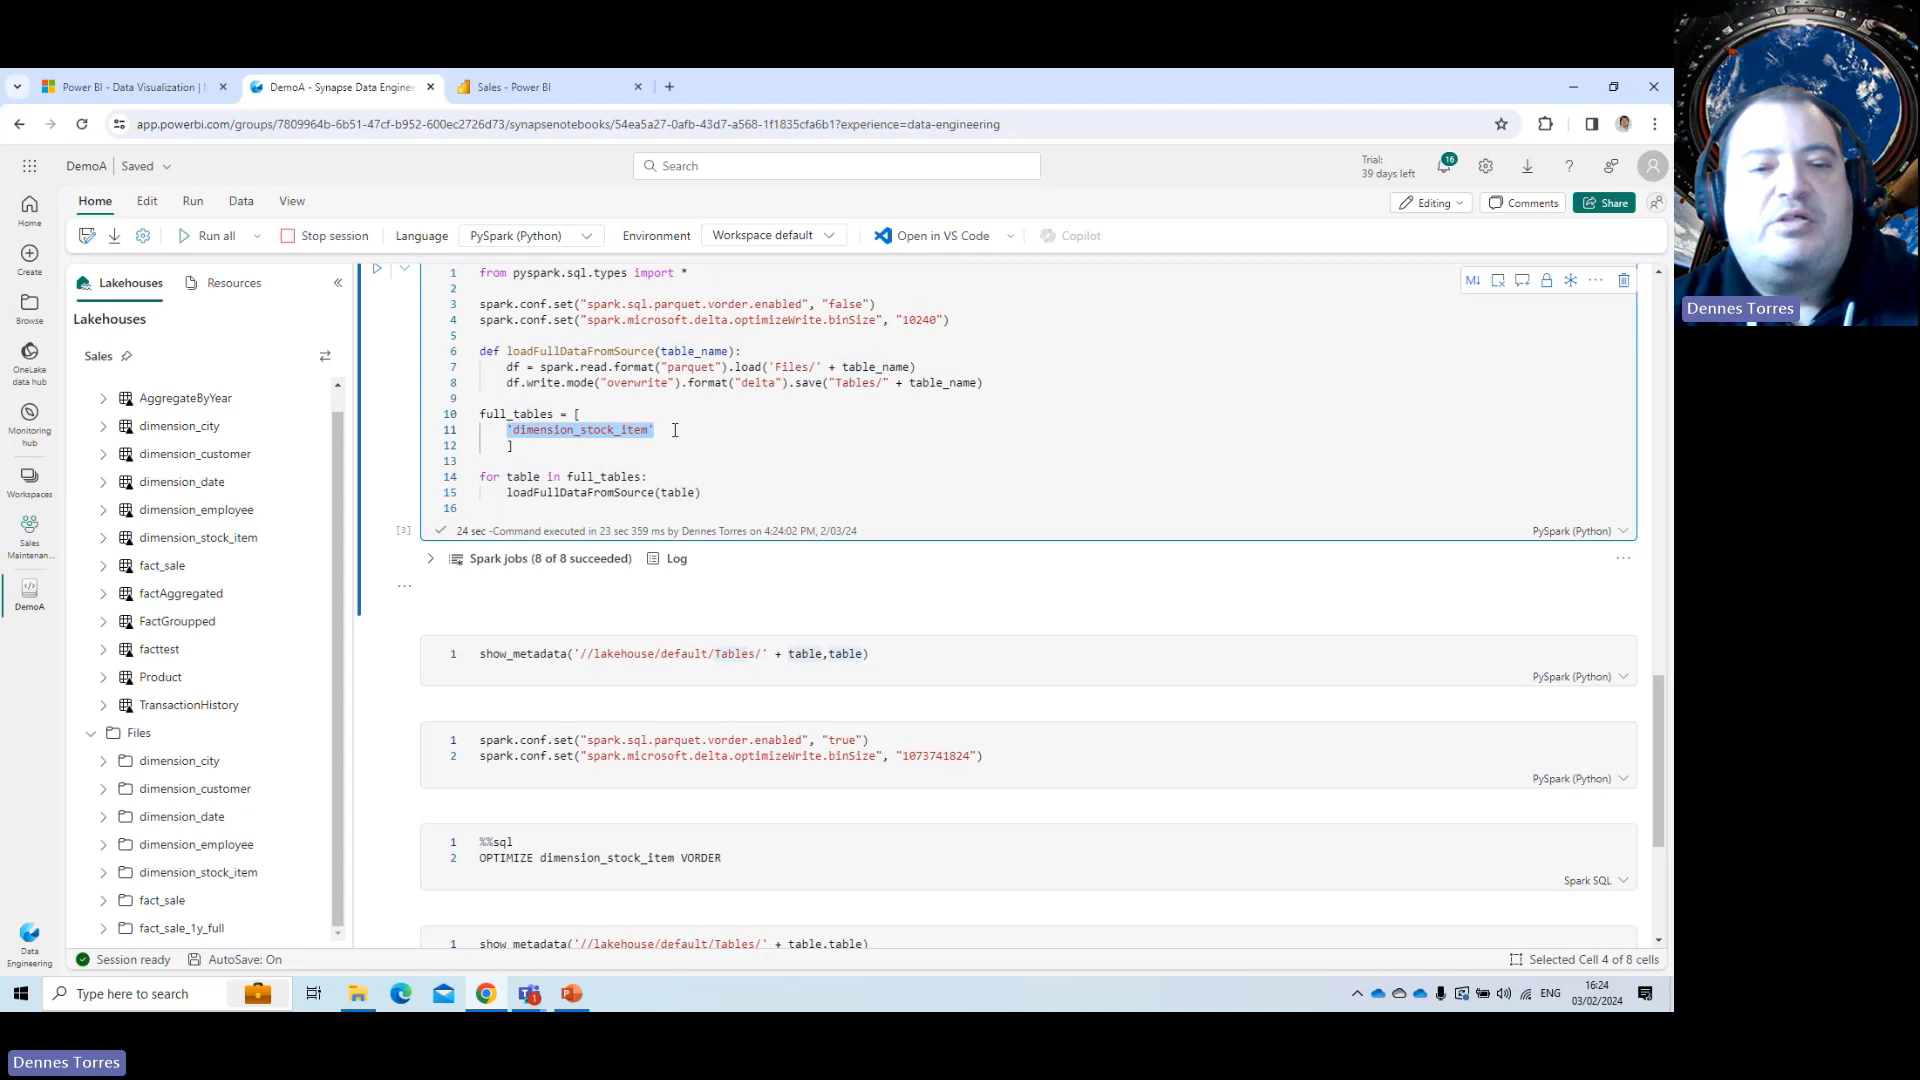 Power BI - Data Visualization |
DemoA - Synapse Data Enginee
Sales - Power BI
app.powerbi.com/groups/7809964b-6b51-47cf-b952-600ec2726d73/synapsenotebooks/54ea5a27-0afb-43d7-a568-1f1835cfa6b1?experience=data-engineering
DemoA | Saved
Search
Trial:
39 days left
16
Home Edit Run Data View
Editing
Comments
Share
Run all
Stop session
Language
PySpark (Python)
Environment
Workspace default
Open in VS Code
Copilot
Home
Create
Browse
OneLake
data hub
Monitoring
hub
Workspaces
Sales
Maintenan...
DemoA
Data
Engineering
Lakehouses
Resources
Lakehouses
Sales
AggregateByYear
dimension_city
dimension_customer
dimension_date
dimension_employee
dimension_stock_item
fact_sale
factAggregated
FactGroupped
facttest
Product
TransactionHistory
Files
dimension_city
dimension_customer
dimension_date
dimension_employee
dimension_stock_item
fact_sale
fact_sale_1y_full
1 from pyspark.sql.types import *
2
3 spark.conf.set("spark.sql.parquet.vorder.enabled", "false")
4 spark.conf.set("spark.microsoft.delta.optimizeWrite.binSize", "10240")
5
6 def loadFullDataFromSource(table_name):
7 df = spark.read.format("parquet").load('Files/' + table_name)
8 df.write.mode("overwrite").format("delta").save("Tables/" + table_name)
9
10 full_tables = [
11 'dimension_stock_item'
12 ]
13
14 for table in full_tables:
15 loadFullDataFromSource(table)
16
[3]
24 sec -Command executed in 23 sec 359 ms by Dennes Torres on 4:24:02 PM, 2/03/24
PySpark (Python)
Spark jobs (8 of 8 succeeded)
Log
1 show_metadata('//lakehouse/default/Tables/' + table,table)
PySpark (Python)
1 spark.conf.set("spark.sql.parquet.vorder.enabled", "true")
2 spark.conf.set("spark.microsoft.delta.optimizeWrite.binSize", "1073741824")
PySpark (Python)
1 %%sql
2 OPTIMIZE dimension_stock_item VORDER
Spark SQL
1 show_metadata('//lakehouse/default/Tables/' + table,table)
Session ready
AutoSave: On
Selected Cell 4 of 8 cells
Type here to search
ENG
16:24
03/02/2024
Dennes Torres
Dennes Torres